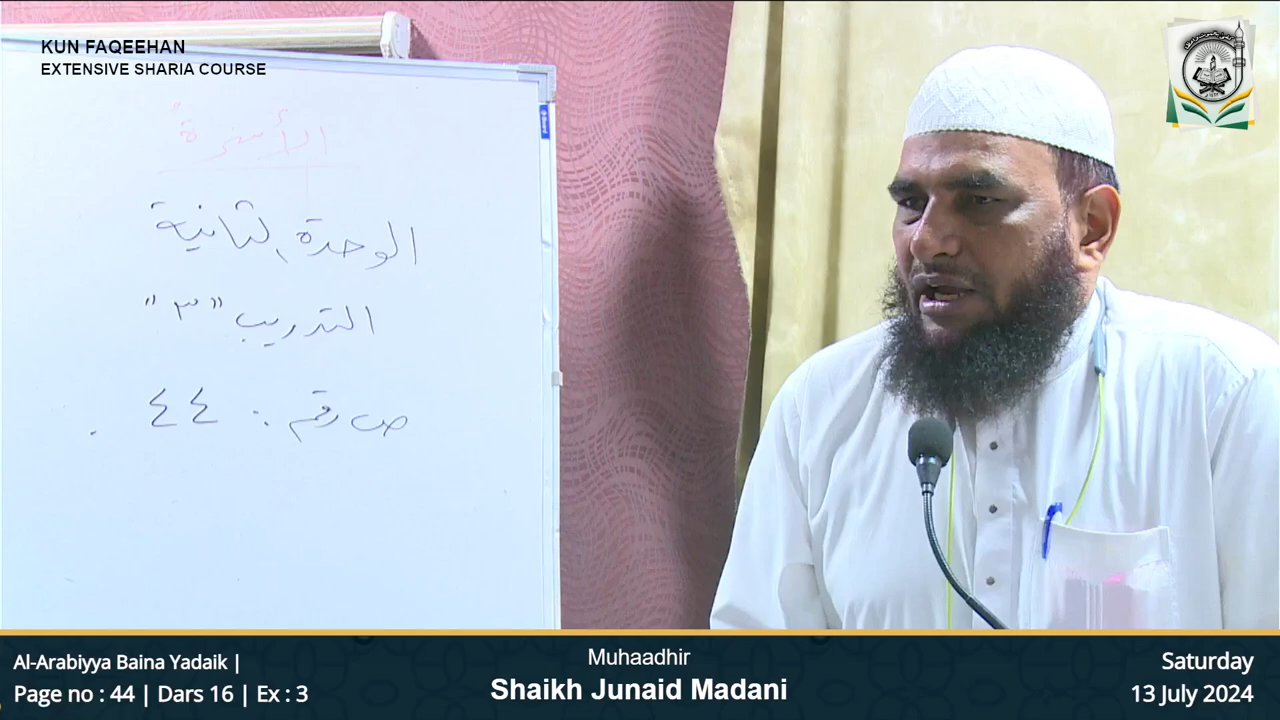 KUN FAQEEHAN
EXTENSIVE SHARIA COURSE
الأسرة
الوحدة الثانية
التدريب "٣"
ص رقم : ٤٤ .
Al-Arabiyya Baina Yadaik |
Page no : 44 | Dars 16 | Ex : 3
Muhaadhir
Shaikh Junaid Madani
Saturday
13 July 2024